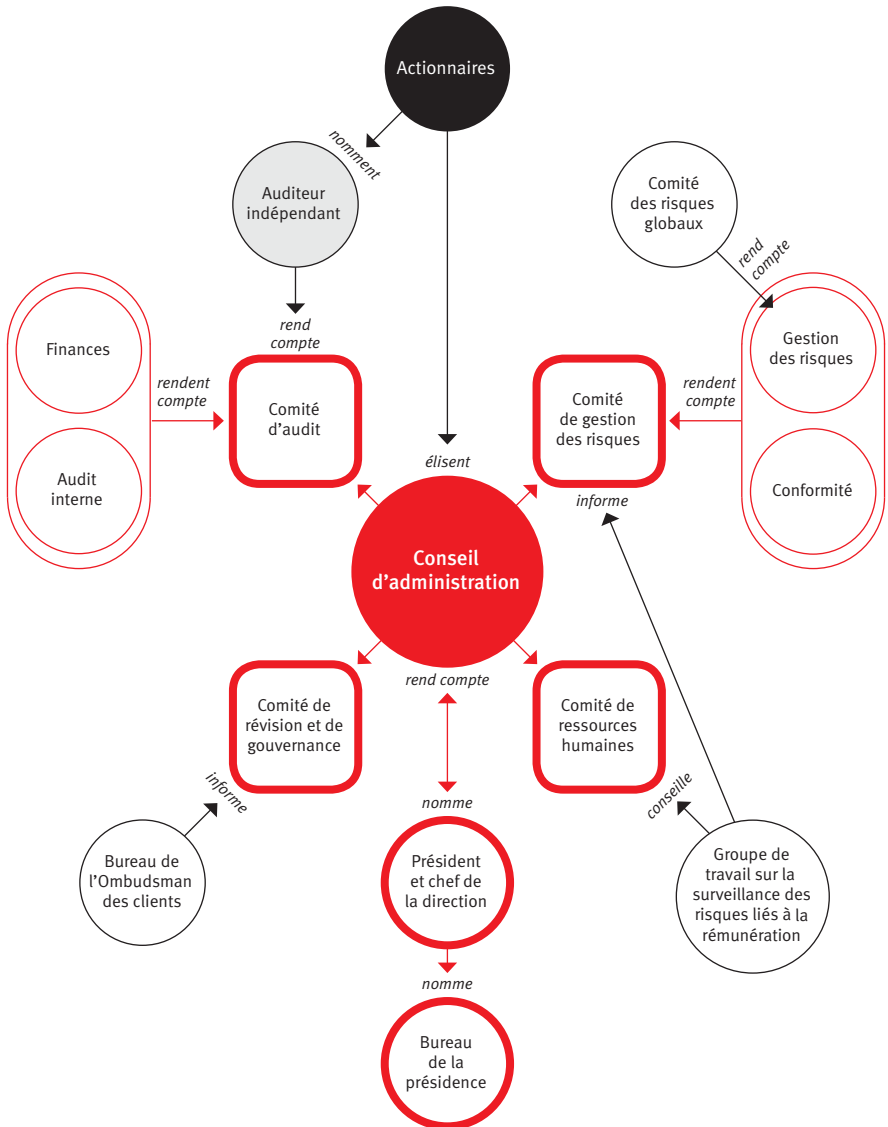 Actionnaires
nomment
Auditeur
indépendant
Comité
des risques
globaux
rend
compte
rend
compte
Finances
Audit
interne
rendent
compte
Comité
d'audit
élisent
Comité
de gestion
des risques
rendent
compte
Gestion
des risques
Conformité
informe
Conseil
d'administration
rend compte
Comité de
révision et de
gouvernance
Comité de
ressources
humaines
informe
nomme
conseille
Bureau de
l'Ombudsman
des clients
Président
et chef de
la direction
Groupe de
travail sur la
surveillance des
risques liés à la
rémunération
nomme
Bureau
de la
présidence